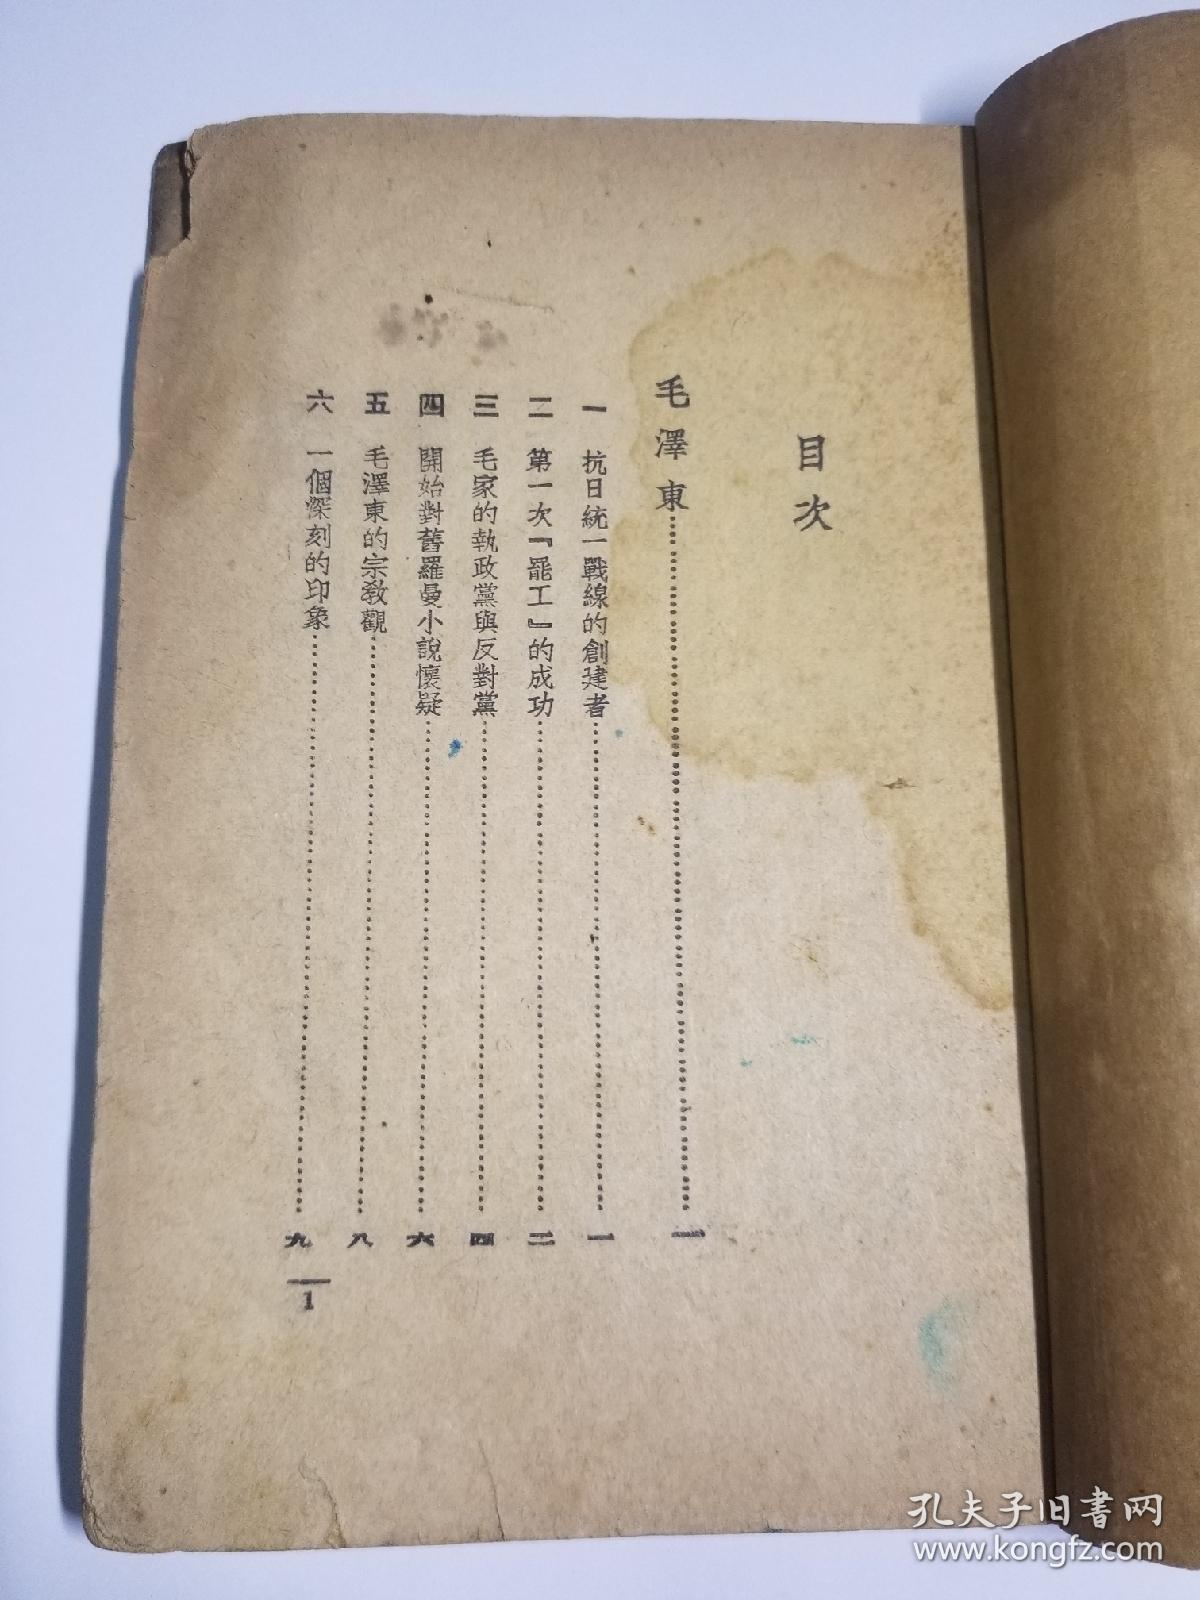 目次
毛澤東……一
一 抗日統一戰線的創建者……一
二 第一次『罷工』的成功……二
三 毛家的執政黨與反對黨……四
四 開始對舊羅曼小說懷疑……六
五 毛澤東的宗教觀……八
六 一個深刻的印象……九
1
孔夫子旧书网
www.kongfz.com